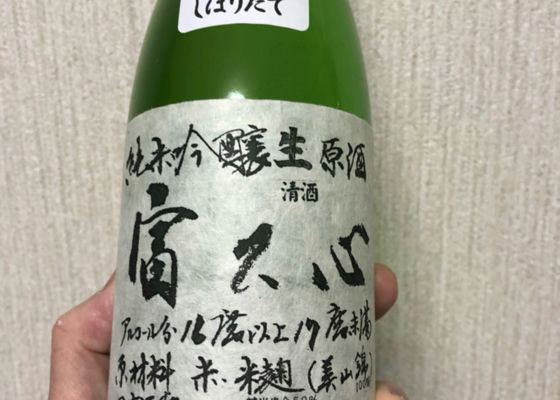 しぼりたて
純米吟醸生原酒
清酒
富久心
アルコール分16度以上17度未満
原材料 米・米麹(美山錦
100%